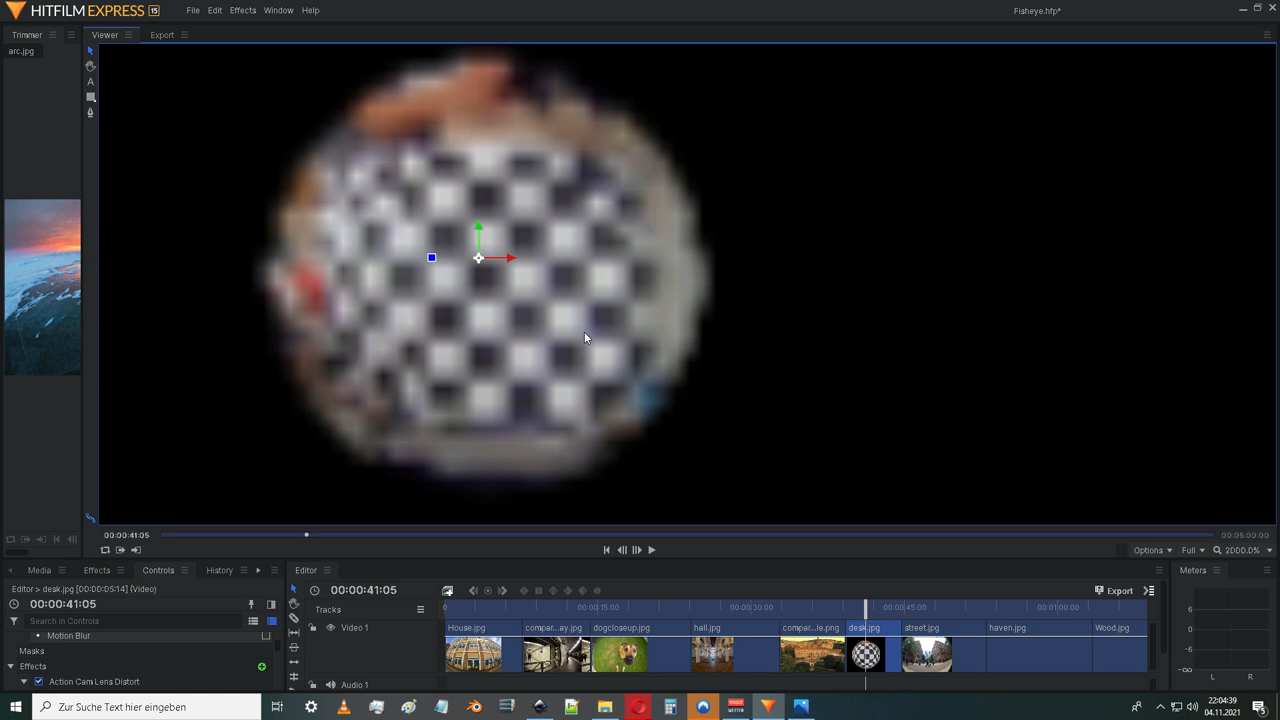 HITFILM EXPRESS 15
File Edit Effects Window Help
Fisheye.hfp*
Trimmer
Viewer
Export
arc.jpg
A
00:00:41:05
00:05:00:00
Options
Full
2000.0%
Media
Effects
Controls
History
Editor
Meters
Editor > desk.jpg [00:00:05:14] (Video)
00:00:41:05
Search in Controls
Motion Blur
Masks
Effects
Action Cam Lens Distort
00:00:41:05
Export
Tracks
0
00:00:15:00
00:00:30:00
00:00:45:00
00:01:00:00
Video 1
House.jpg
compar...ay.jpg
dogcloseup.jpg
hall.jpg
compar...le.png
desk.jpg
street.jpg
haven.jpg
Wood.jpg
Audio 1
6
0
-6
-∞
L R
Zur Suche Text hier eingeben
22:04:39
04.11.2021